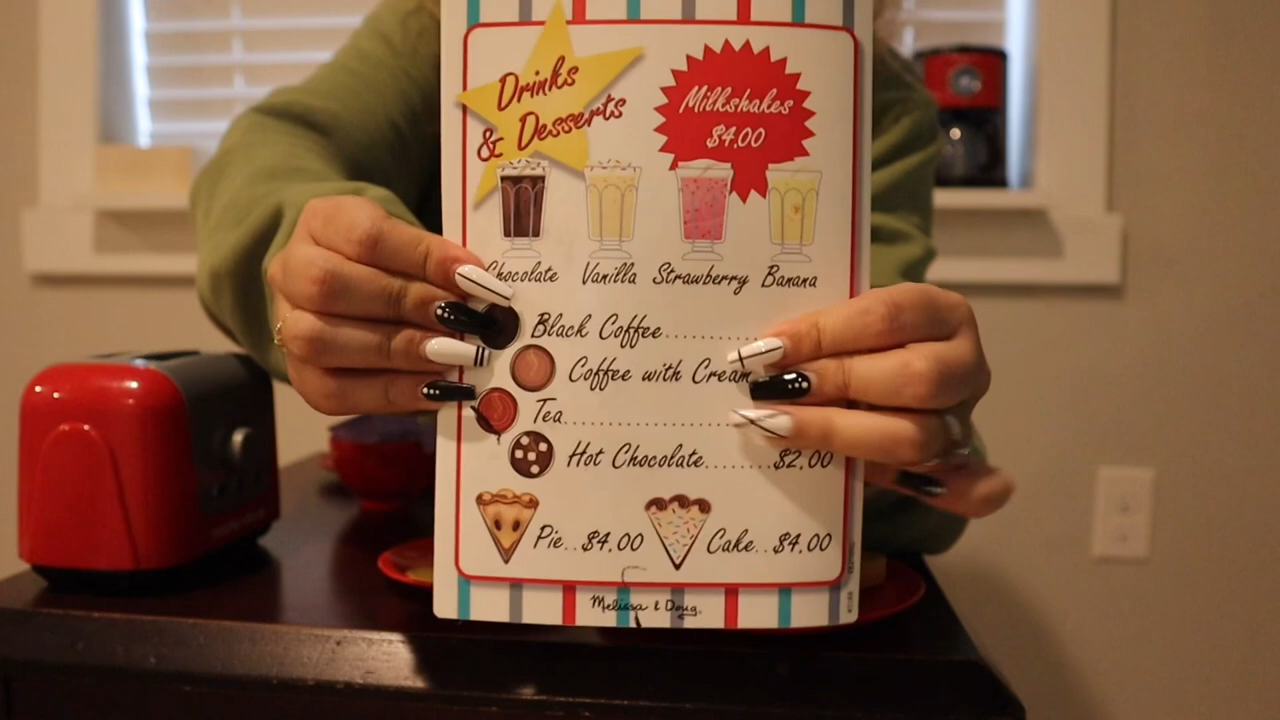 Drinks
& Desserts
Milkshakes
$4.00
Chocolate Vanilla Strawberry Banana
Black Coffee..........
Coffee with Cream
Tea....................
Hot Chocolate.......$2.00
Pie..$4.00 Cake..$4.00
Melissa & Doug.